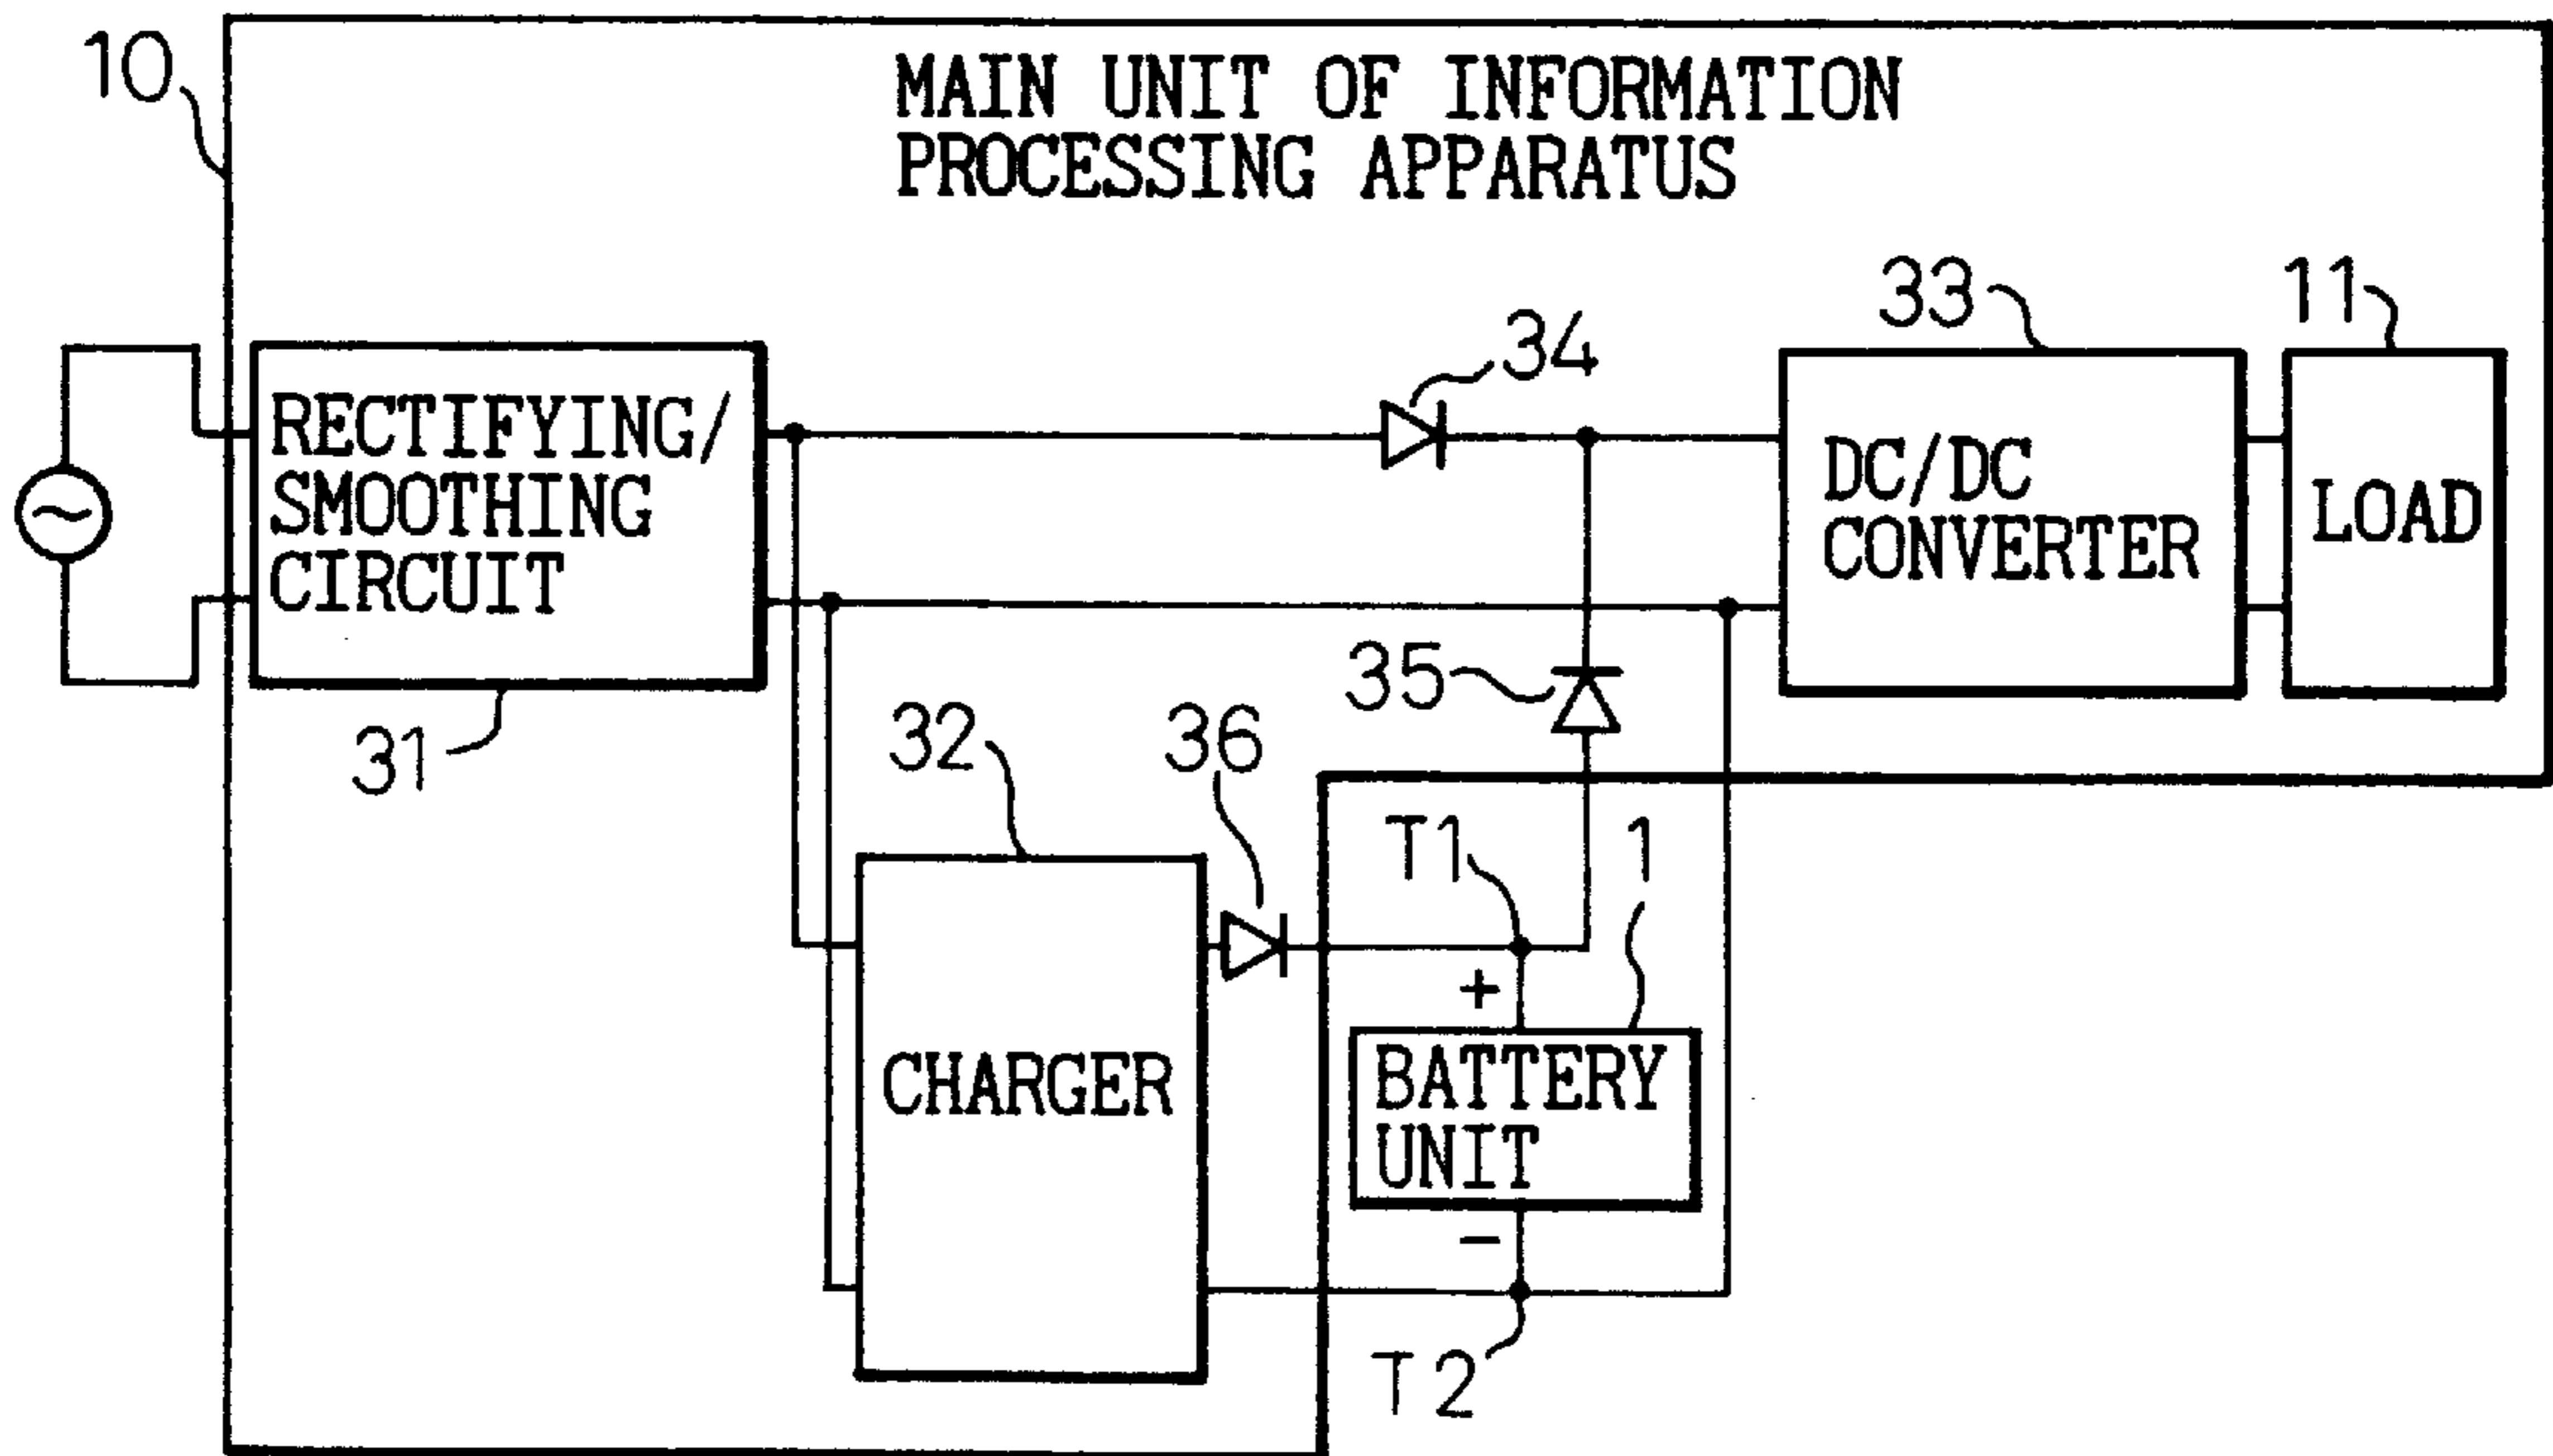 10
MAIN UNIT OF INFORMATION
PROCESSING APPARATUS
33
11
34
RECTIFYING/
SMOOTHING
CIRCUIT
DC/DC
CONVERTER
LOAD
~
35
31
32
36
T1
1
+
CHARGER
BATTERY
UNIT
−
T2